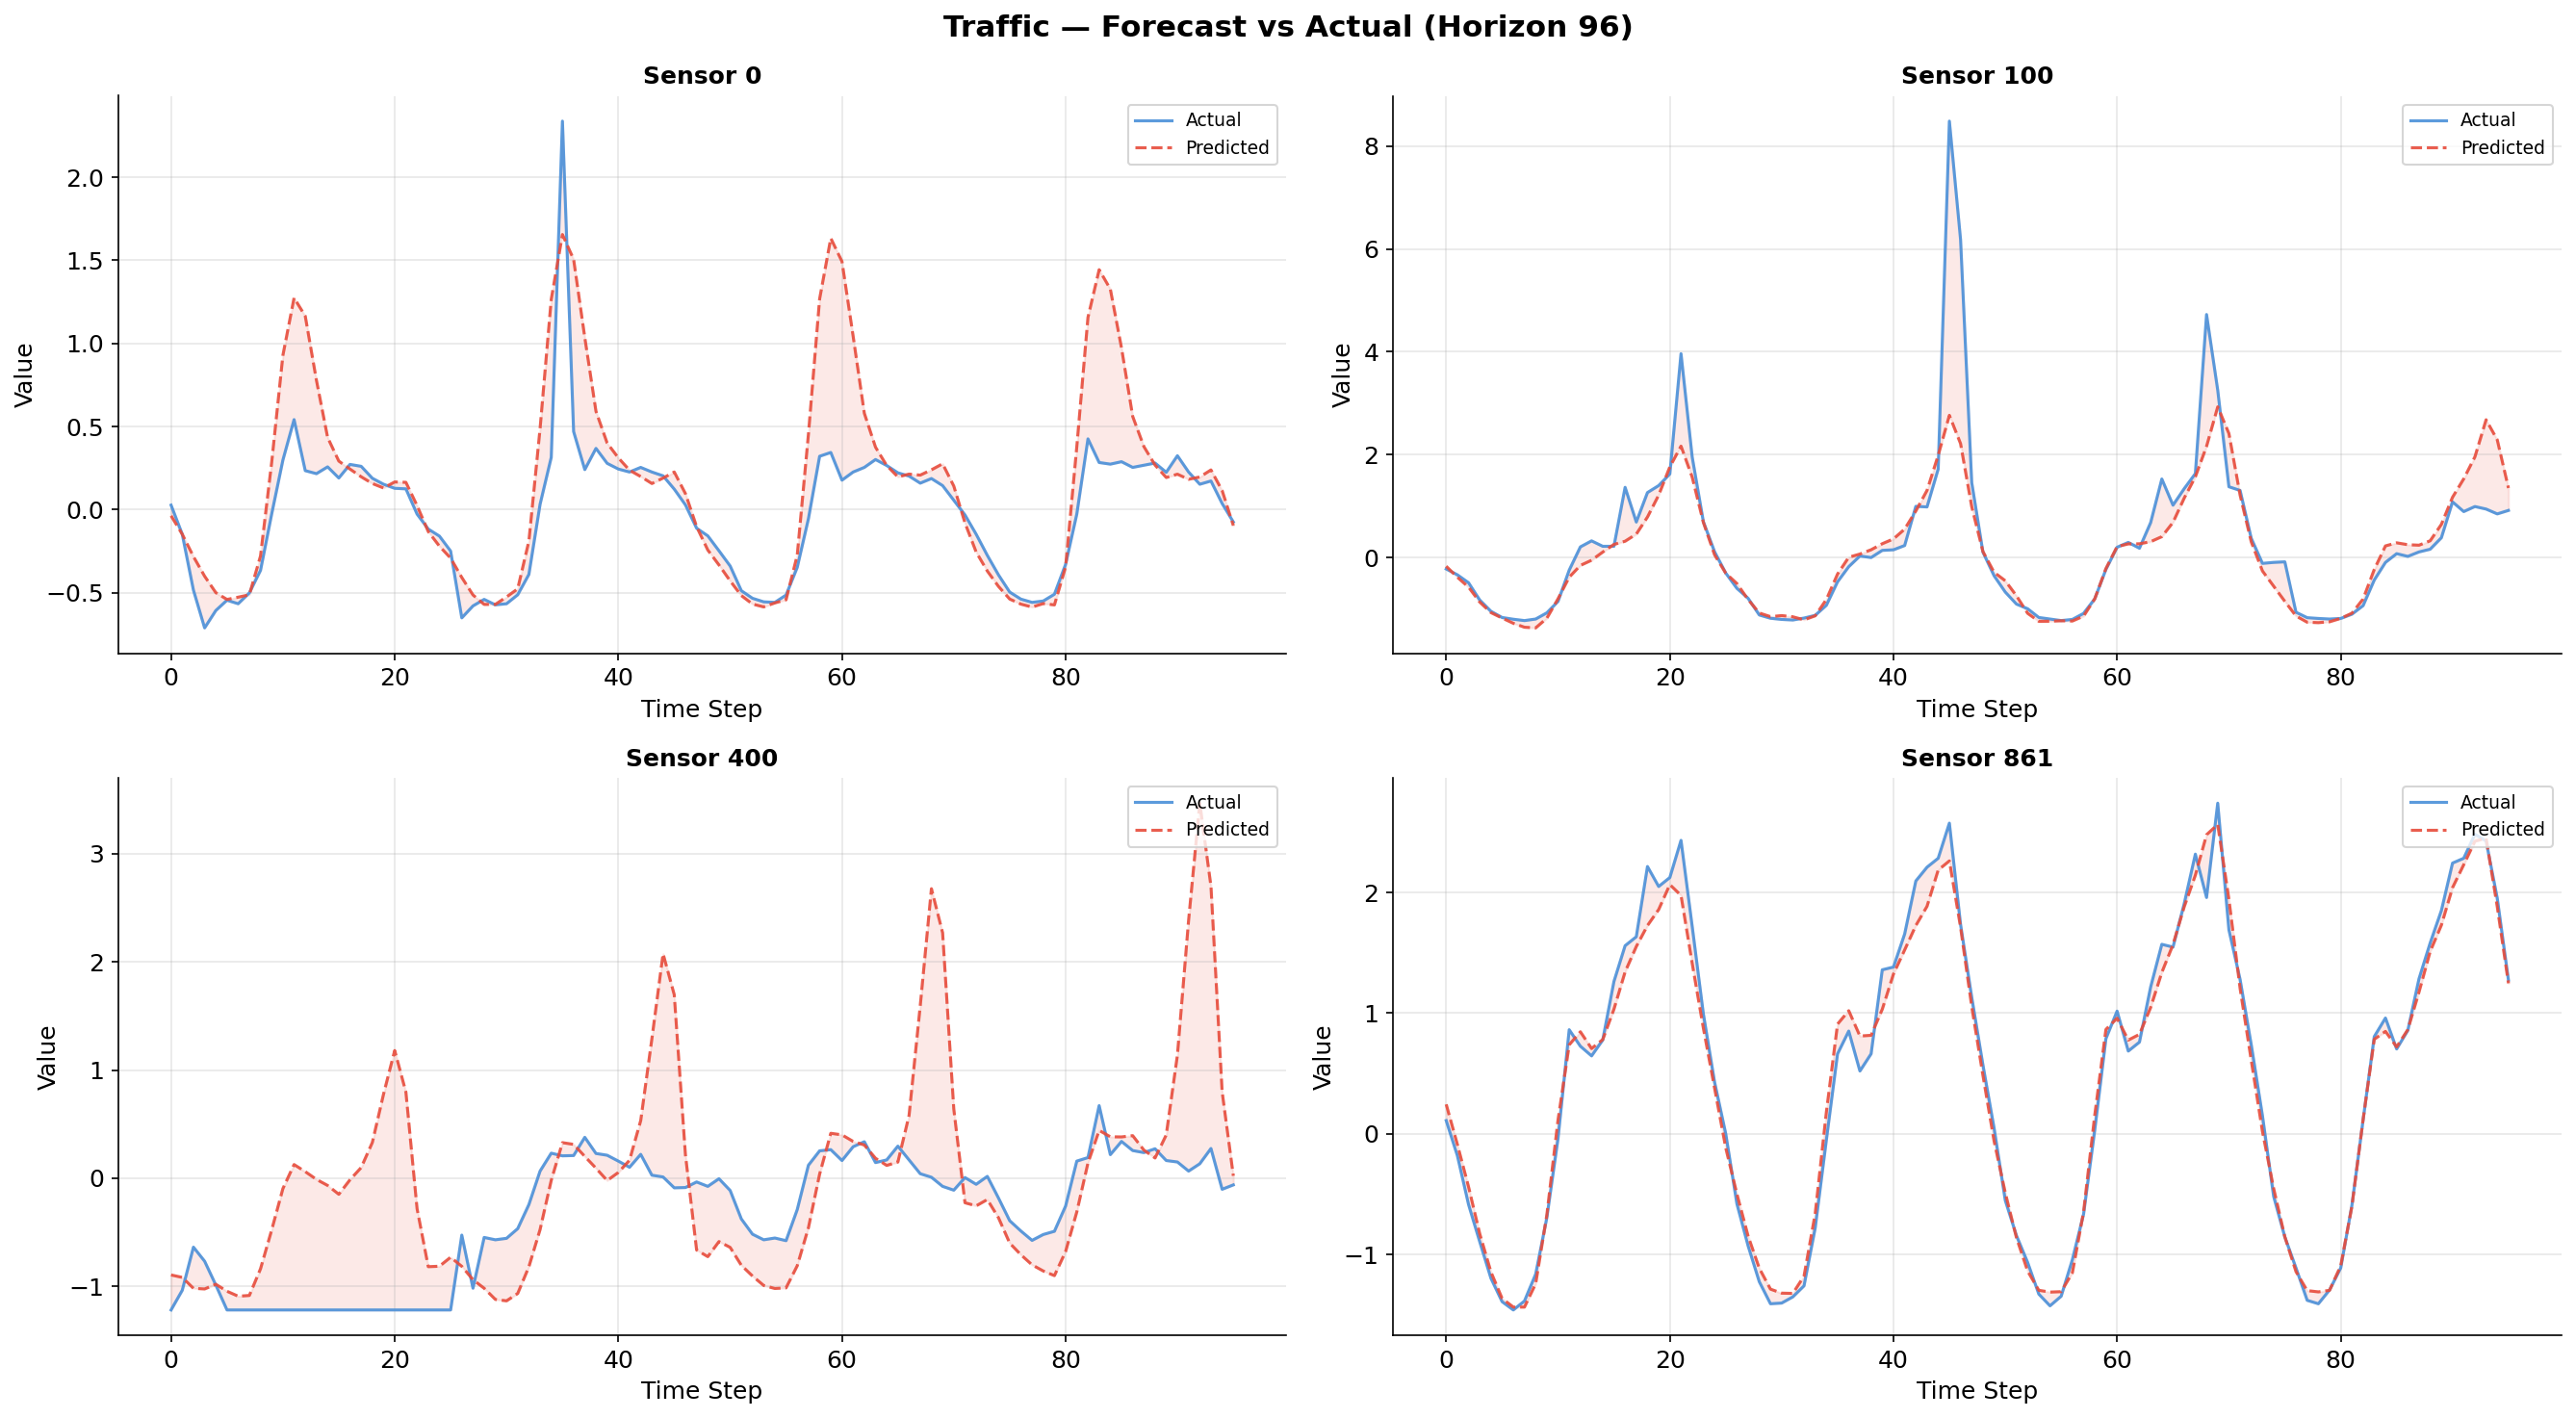 Traffic — Forecast vs Actual (Horizon 96)
Sensor 0
Actual
Predicted
Value
2.0
1.5
1.0
0.5
0.0
−0.5
0 20 40 60 80
Time Step
Sensor 100
Actual
Predicted
Value
8
6
4
2
0
0 20 40 60 80
Time Step
Sensor 400
Actual
Predicted
Value
3
2
1
0
−1
0 20 40 60 80
Time Step
Sensor 861
Actual
Predicted
Value
2
1
0
−1
0 20 40 60 80
Time Step